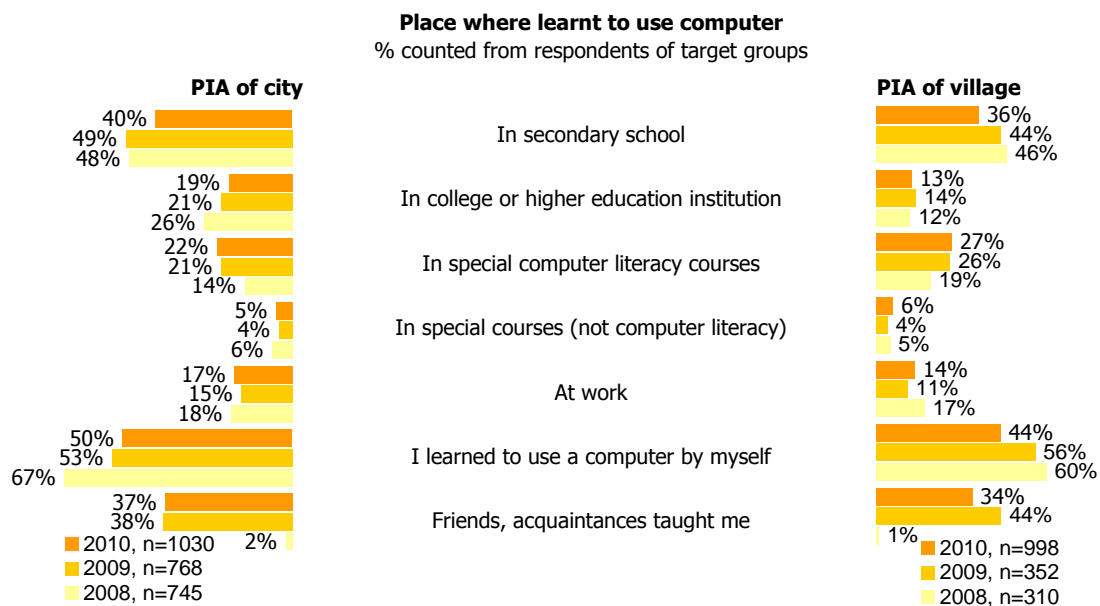 Place where learnt to use computer
% counted from respondents of target groups
PIA of city
PIA of village
40%
49%
48%
In secondary school
36%
44%
46%
19%
21%
26%
In college or higher education institution
13%
14%
12%
22%
21%
14%
In special computer literacy courses
27%
26%
19%
5%
4%
6%
In special courses (not computer literacy)
6%
4%
5%
17%
15%
18%
At work
14%
11%
17%
50%
53%
67%
I learned to use a computer by myself
44%
56%
60%
37%
38%
2%
Friends, acquaintances taught me
34%
44%
1%
2010, n=1030
2009, n=768
2008, n=745
2010, n=998
2009, n=352
2008, n=310